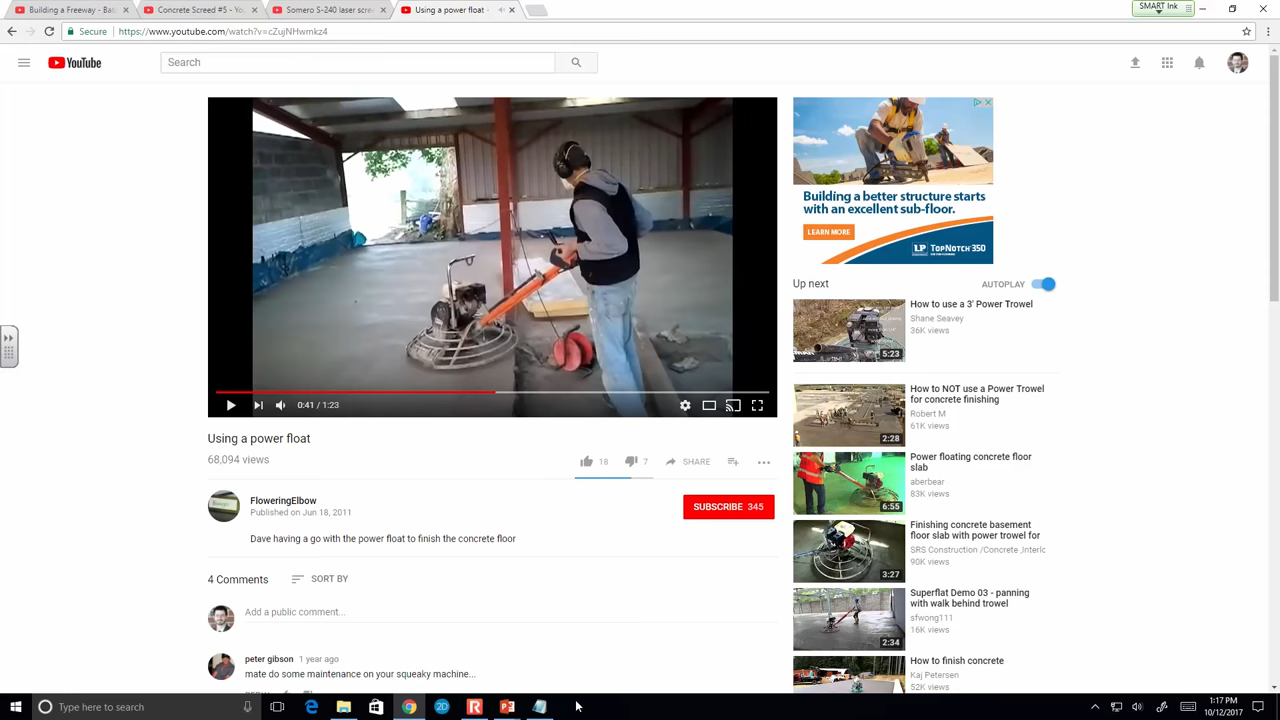 Building a Freeway - Bat
Concrete Screed #5 - Yo
Somero S-240 laser scree
Using a power float -
SMART Ink
Secure
https://www.youtube.com/watch?v=cZujNHwmkz4
YouTube
Search
0:41 / 1:23
Building a better structure starts
with an excellent sub-floor.
LEARN MORE
LP TOPNOTCH 350
Up next
AUTOPLAY
How to use a 3' Power Trowel
Shane Seavey
36K views
5:23
How to NOT use a Power Trowel
for concrete finishing
Robert M
61K views
2:28
Power floating concrete floor
slab
aberbear
83K views
6:55
Finishing concrete basement
floor slab with power trowel for
SRS Construction /Concrete ,Interlo
90K views
3:27
Superflat Demo 03 - panning
with walk behind trowel
sfwong111
16K views
2:34
How to finish concrete
Kaj Petersen
52K views
Using a power float
68,094 views
18
7
SHARE
FloweringElbow
Published on Jun 18, 2011
SUBSCRIBE 345
Dave having a go with the power float to finish the concrete floor
4 Comments
SORT BY
Add a public comment...
peter gibson 1 year ago
mate do some maintenance on your squeaky machine...
Type here to search
1:17 PM
10/12/2017